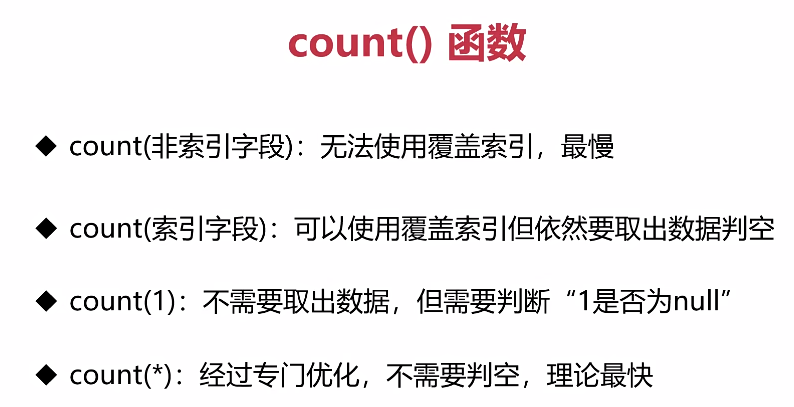 count() 函数
◆ count(非索引字段)：无法使用覆盖索引，最慢
◆ count(索引字段)：可以使用覆盖索引但依然要取出数据判空
◆ count(1)：不需要取出数据，但需要判断“1是否为null”
◆ count(*)：经过专门优化，不需要判空，理论最快